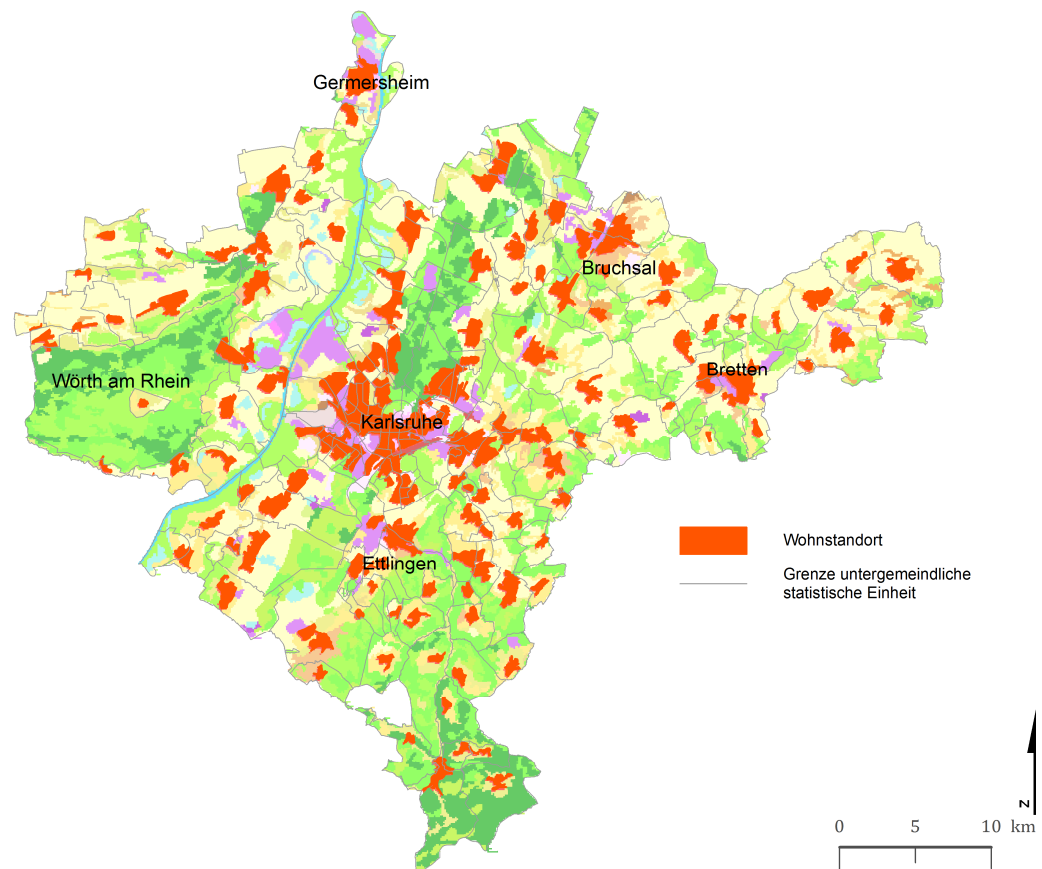 Germersheim
Bruchsal
Wörth am Rhein
Bretten
Karlsruhe
Wohnstandort
Ettlingen
Grenze untergemeindliche
statistische Einheit
N
0 5 10 km